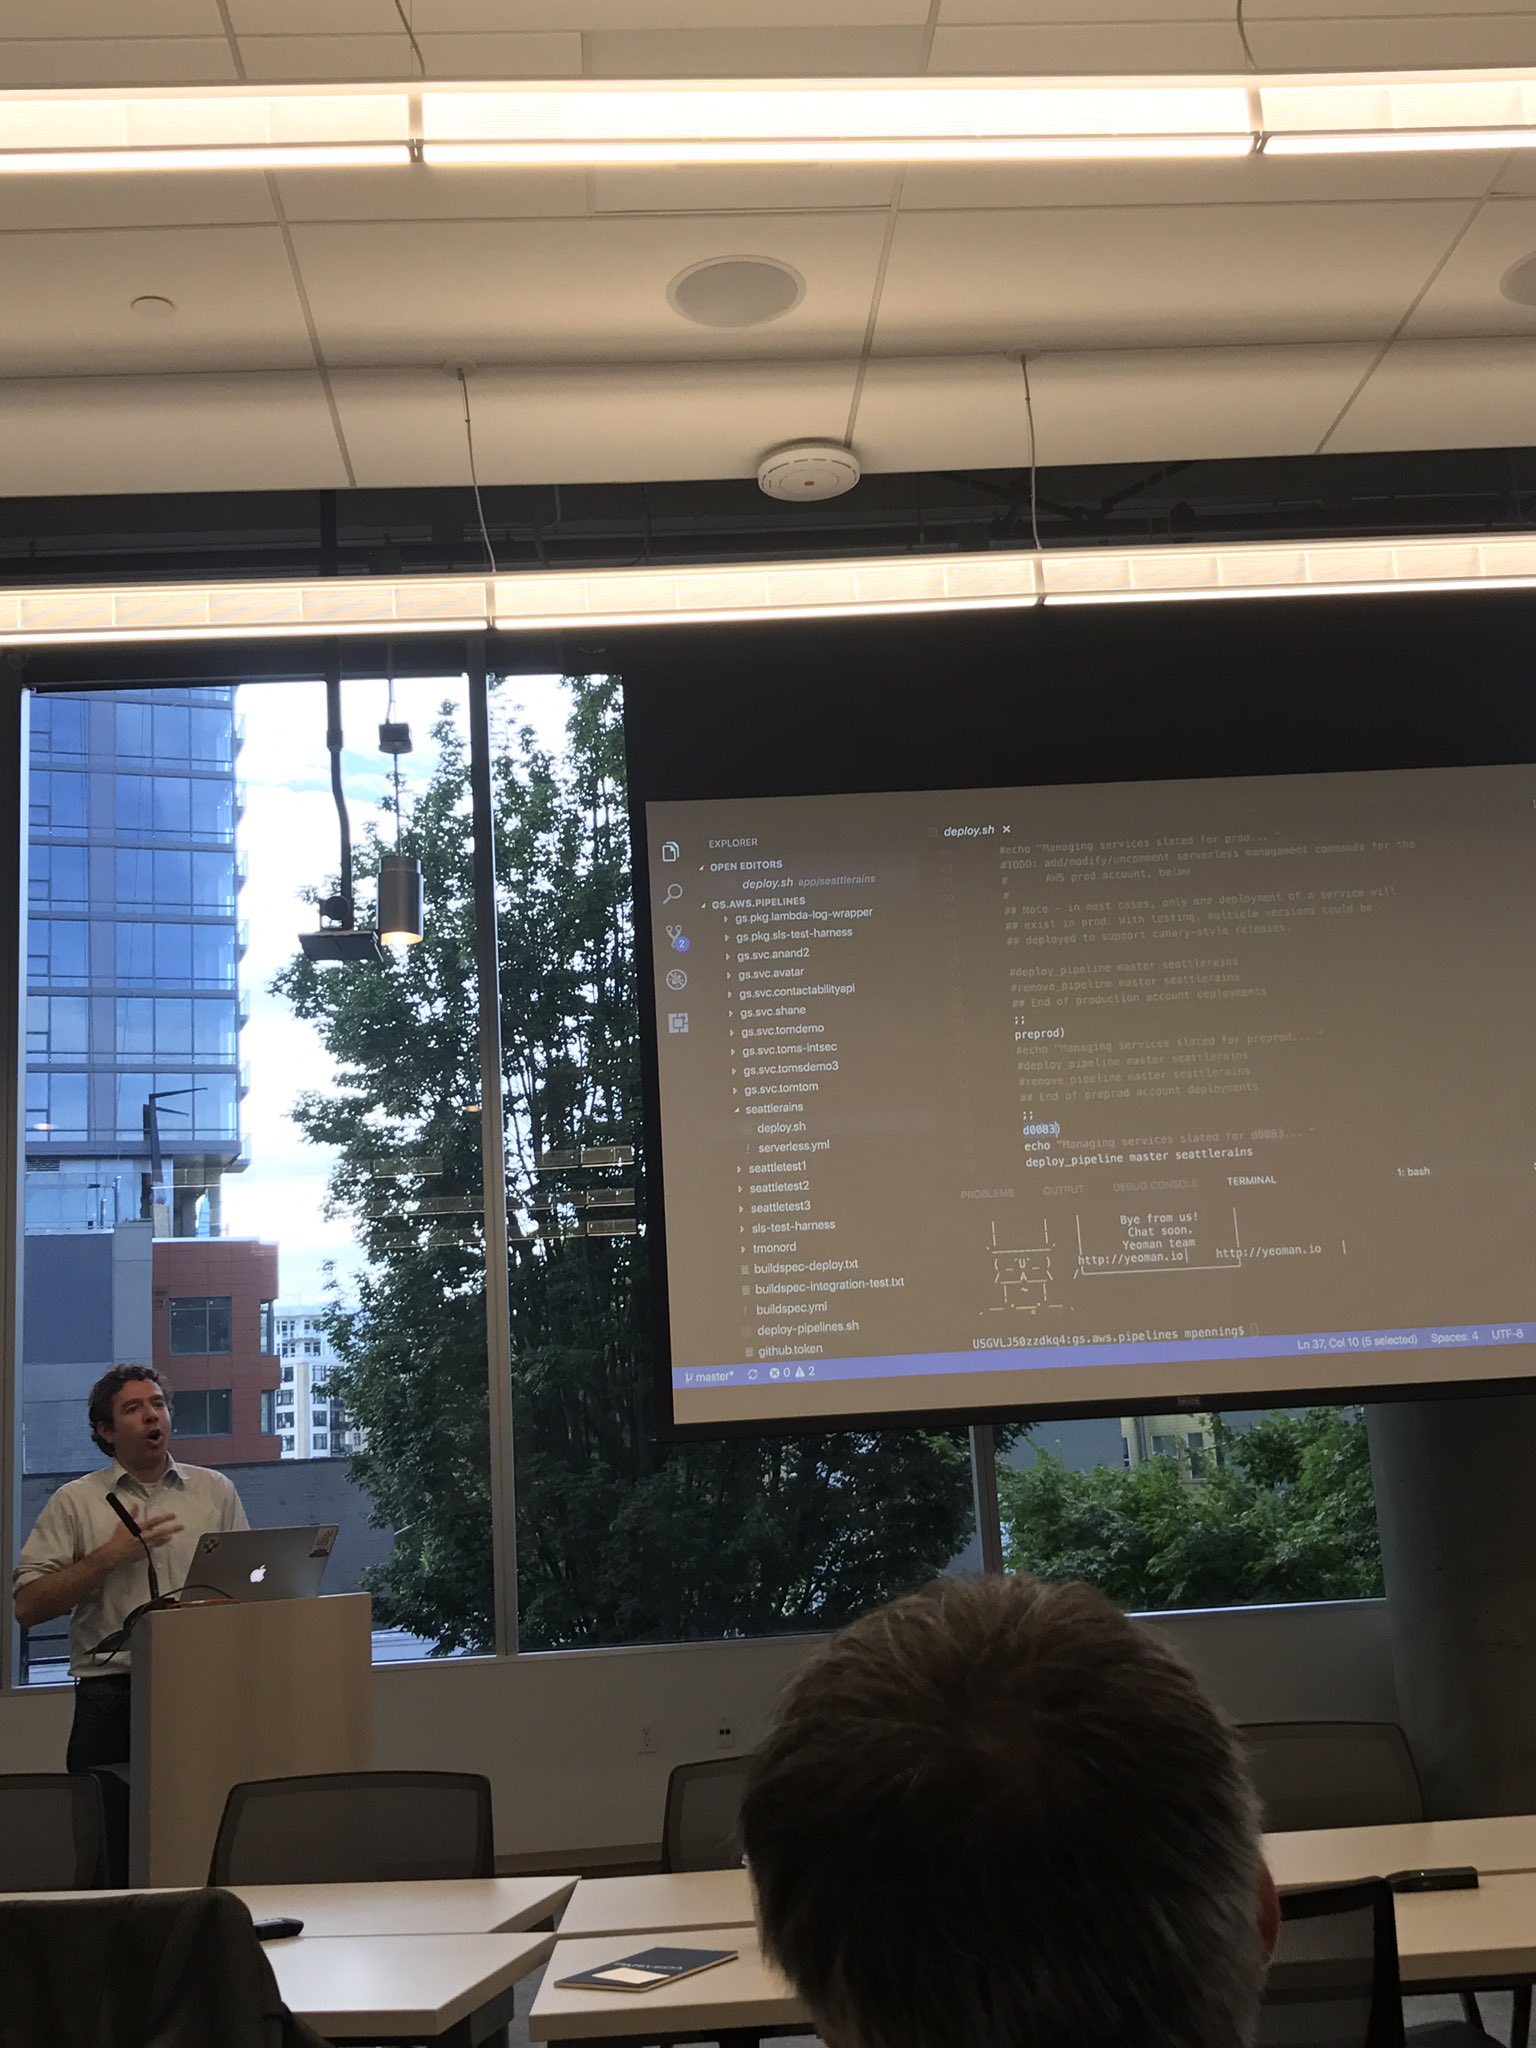 EXPLORER
OPEN EDITORS
deploy.sh app/seattlerains
GS.AWS.PIPELINES
gs.pkg.lambda-log-wrapper
gs.pkg.sls-test-harness
gs.svc.anand2
gs.svc.avatar
gs.svc.contactabilityapi
gs.svc.shane
gs.svc.tomdemo
gs.svc.toms-intsec
gs.svc.tomsdemo3
gs.svc.tomtom
seattlerains
deploy.sh
! serverless.yml
seattletest1
seattletest2
seattletest3
sls-test-harness
tmonord
buildspec-deploy.txt
buildspec-integration-test.txt
! buildspec.yml
deploy-pipelines.sh
github.token
deploy.sh ×
#echo "Managing services slated for prod... "
#TODO: add/modify/uncomment serverless management commands for the
# AWS prod account, below
#
## Note - in most cases, only one deployment of a service will
## exist in prod. With testing, multiple versions could be
## deployed to support canary-style releases.
#deploy_pipeline master seattlerains
#remove_pipeline master seattlerains
## End of production account deployments
;;
preprod)
#echo "Managing services slated for preprod... "
#deploy_pipeline master seattlerains
#remove_pipeline master seattlerains
## End of preprod account deployments
;;
d0083)
echo "Managing services slated for d0083... "
deploy_pipeline master seattlerains
PROBLEMS OUTPUT DEBUG CONSOLE TERMINAL 1: bash
Bye from us!
Chat soon.
Yeoman team
http://yeoman.io http://yeoman.io
USGVLJ50zzdkq4:gs.aws.pipelines mpenning$
master* 0 2 Ln 37, Col 10 (5 selected) Spaces: 4 UTF-8
PARIVEDA